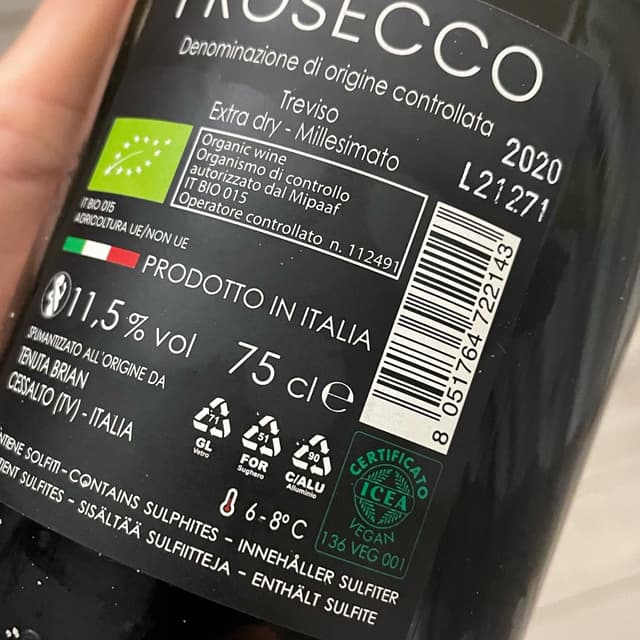 PROSECCO
Denominazione di origine controllata
Treviso
Extra dry - Millesimato
2020
L21271
Organic wine
Organismo di controllo
autorizzato dal Mipaaf
IT BIO 015
Operatore controllato n. 112491
IT BIO 015
AGRICOLTURA UE/NON UE
PRODOTTO IN ITALIA
11,5% vol
75 cl e
SPUMANTIZZATO ALL'ORIGINE DA
TENUTA BRIAN
CESSALTO (TV) - ITALIA
8 051764 722143
71
GL
Vetro
51
FOR
Sughero
90
C/ALU
Alluminio
6-8° C
CERTIFICATO
ICEA
VEGAN
136 VEG 001
SOLFITI - CONTAINS SULPHITES - INNEHÅLLER SULFITER
SULFITES - SISÄLTÄÄ SULFIITTEJA - ENTHÄLT SULFITE